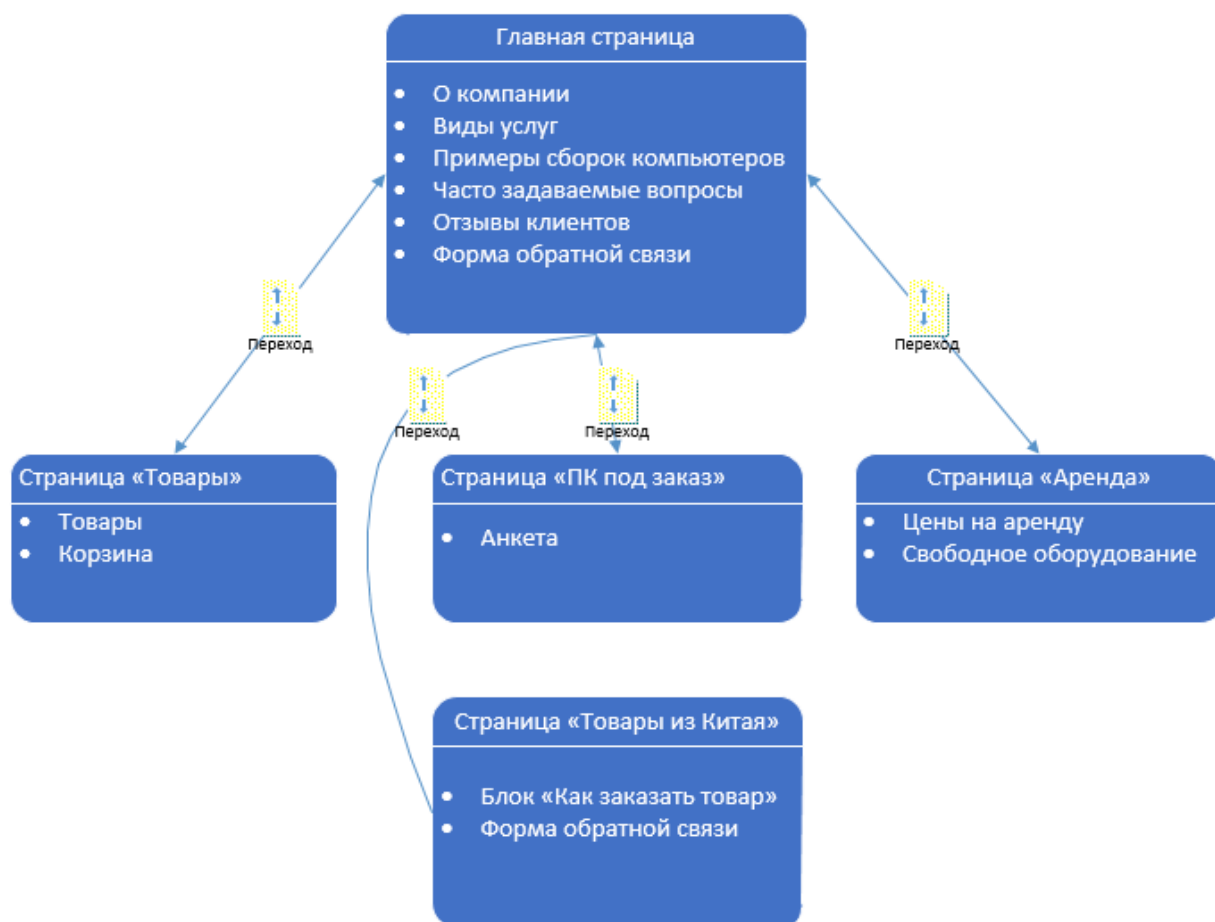 Главная страница
О компании
Виды услуг
Примеры сборок компьютеров
Часто задаваемые вопросы
Отзывы клиентов
Форма обратной связи
Переход
Переход
Переход
Переход
Страница «Товары»
Товары
Корзина
Страница «ПК под заказ»
Анкета
Страница «Аренда»
Цены на аренду
Свободное оборудование
Страница «Товары из Китая»
Блок «Как заказать товар»
Форма обратной связи